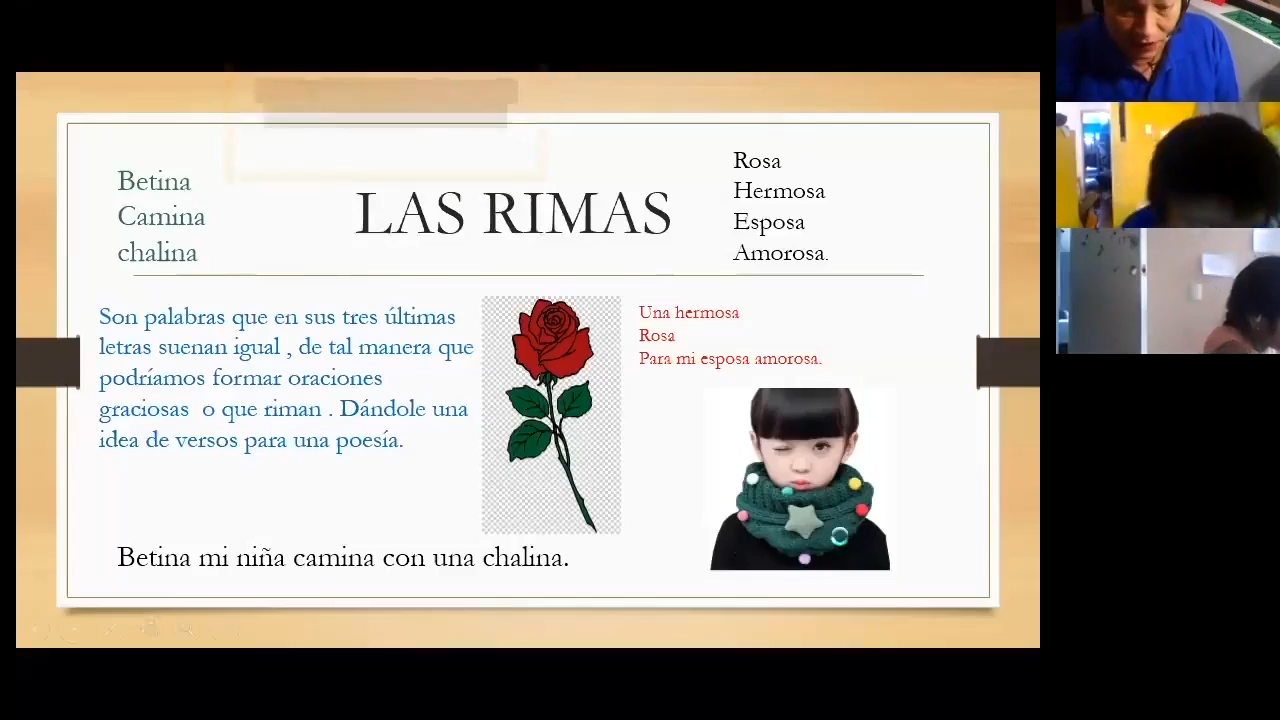 Betina
Camina
chalina
LAS RIMAS
Rosa
Hermosa
Esposa
Amorosa.
Son palabras que en sus tres últimas
letras suenan igual , de tal manera que
podríamos formar oraciones
graciosas o que riman . Dándole una
idea de versos para una poesía.
Una hermosa
Rosa
Para mi esposa amorosa.
Betina mi niña camina con una chalina.